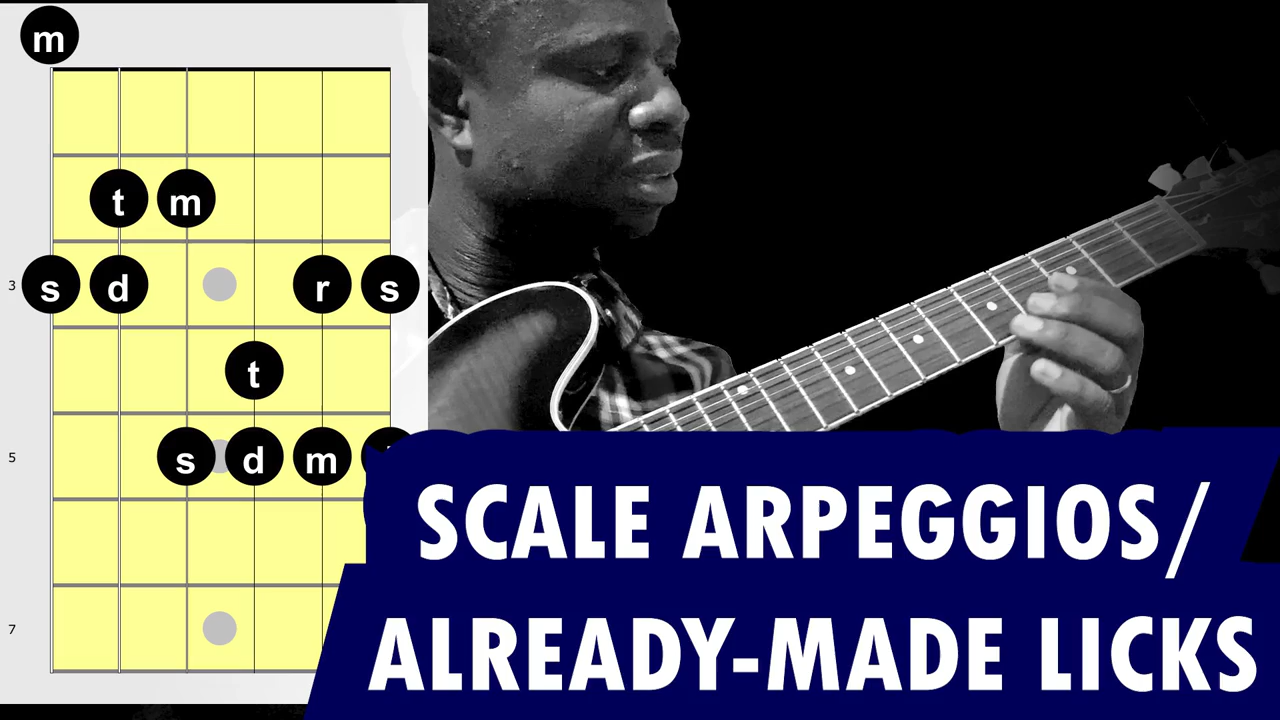 m
t m
3 s d r s
t
5 s d m
7
SCALE ARPEGGIOS/
ALREADY-MADE LICKS